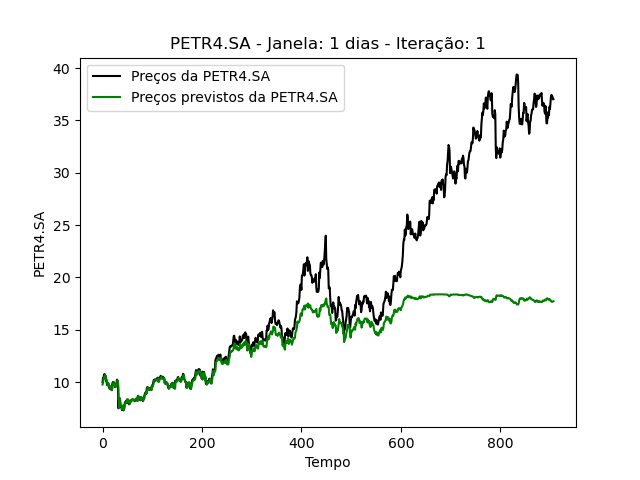 PETR4.SA - Janela: 1 dias - Iteração: 1
Preços da PETR4.SA
Preços previstos da PETR4.SA
40
35
30
25
20
15
10
PETR4.SA
0 200 400 600 800
Tempo